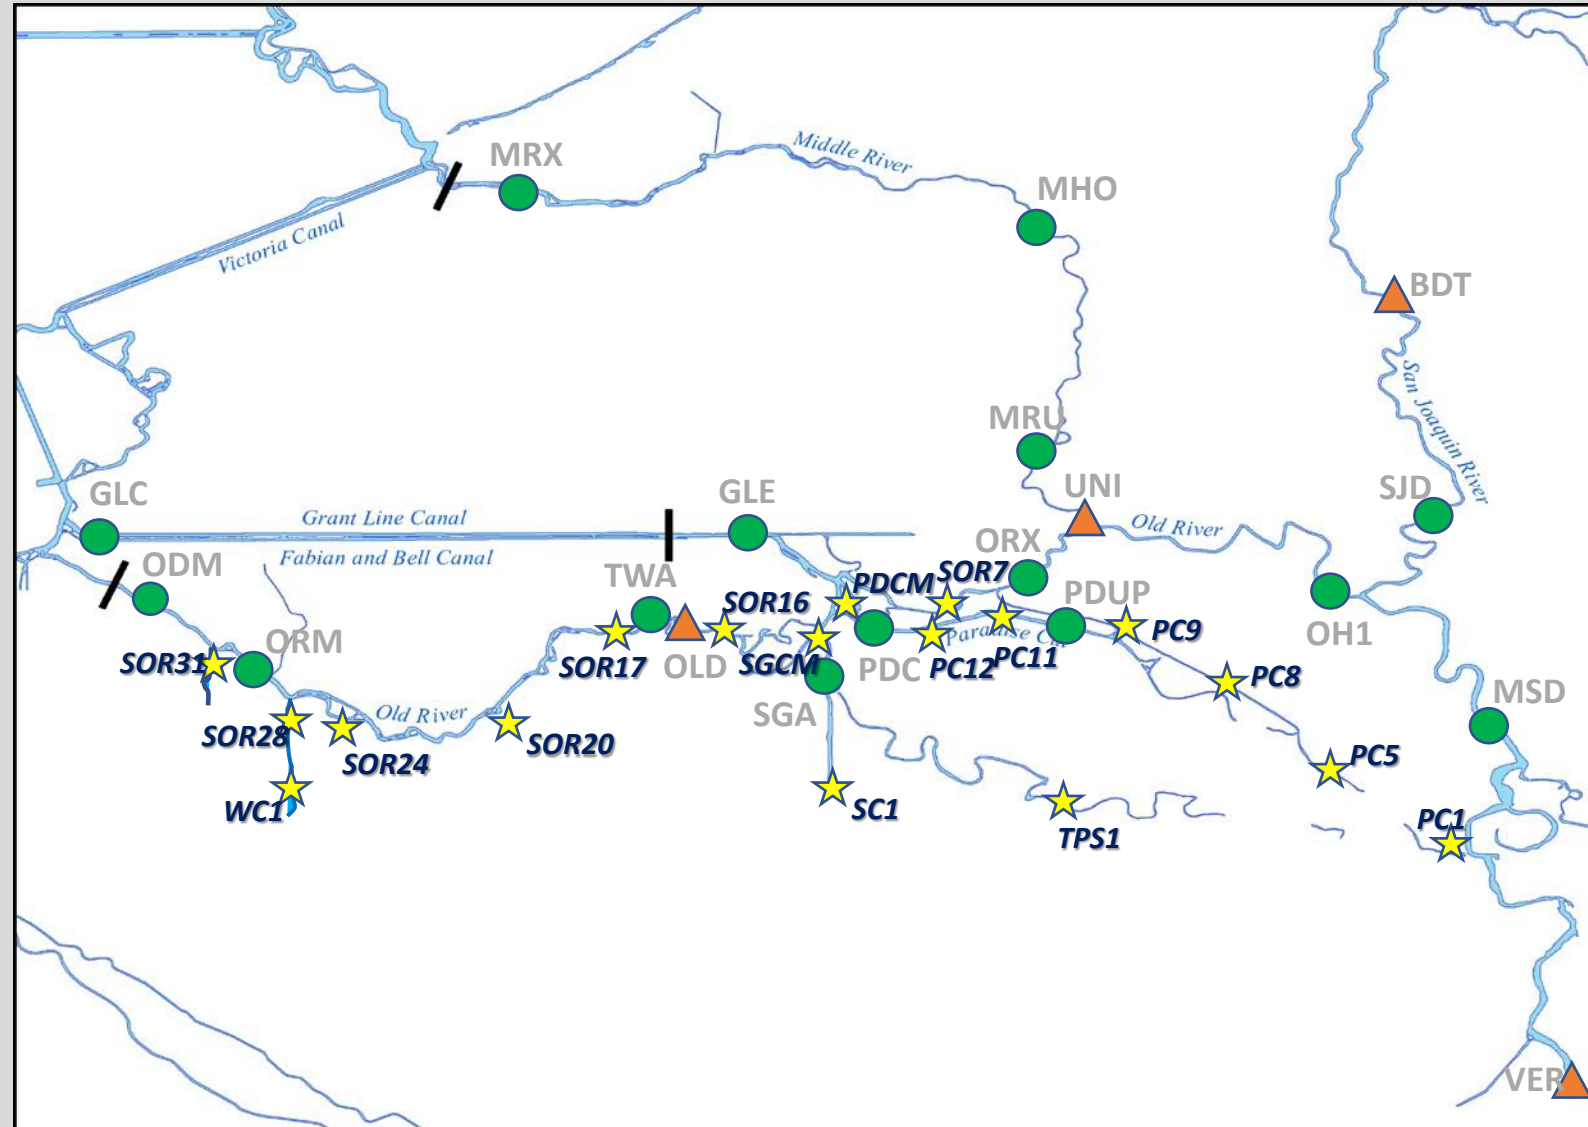 MRX
Middle River
MHO
Victoria Canal
BDT
San Joaquin River
MRU
GLC
GLE
UNI
SJD
Grant Line Canal
Old River
Fabian and Bell Canal
ORX
ODM
TWA
PDCM
SOR7
PDUP
SOR16
ORM
SOR31
SOR17
OLD
SGCM
PDC
PC12
PC11
PC9
OH1
PC8
MSD
SGA
Old River
SOR28
SOR24
SOR20
PC5
WC1
SC1
TPS1
PC1
VER